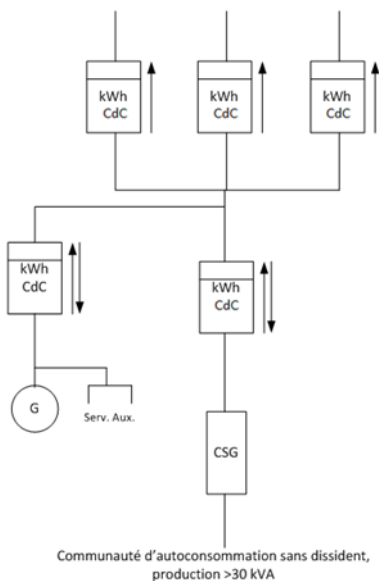 kWh
CdC
kWh
CdC
kWh
CdC
kWh
CdC
kWh
CdC
G
Serv. Aux.
CSG
Communauté d'autoconsommation sans dissident,
production >30 kVA